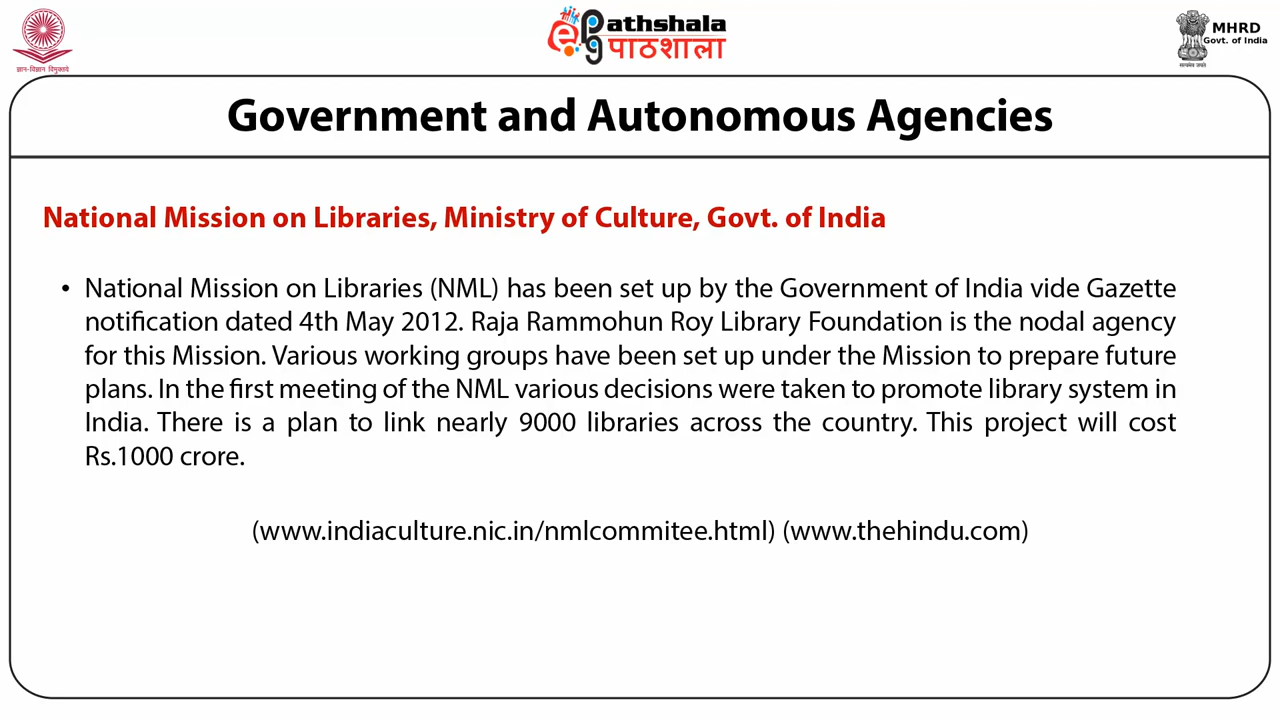 ज्ञान-विज्ञान विमुक्तये
ePathshala
पाठशाला
MHRD
Govt. of India
सत्यमेव जयते
Government and Autonomous Agencies
National Mission on Libraries, Ministry of Culture, Govt. of India
• National Mission on Libraries (NML) has been set up by the Government of India vide Gazette
notification dated 4th May 2012. Raja Rammohun Roy Library Foundation is the nodal agency
for this Mission. Various working groups have been set up under the Mission to prepare future
plans. In the first meeting of the NML various decisions were taken to promote library system in
India. There is a plan to link nearly 9000 libraries across the country. This project will cost
Rs.1000 crore.
(www.indiaculture.nic.in/nmlcommitee.html) (www.thehindu.com)